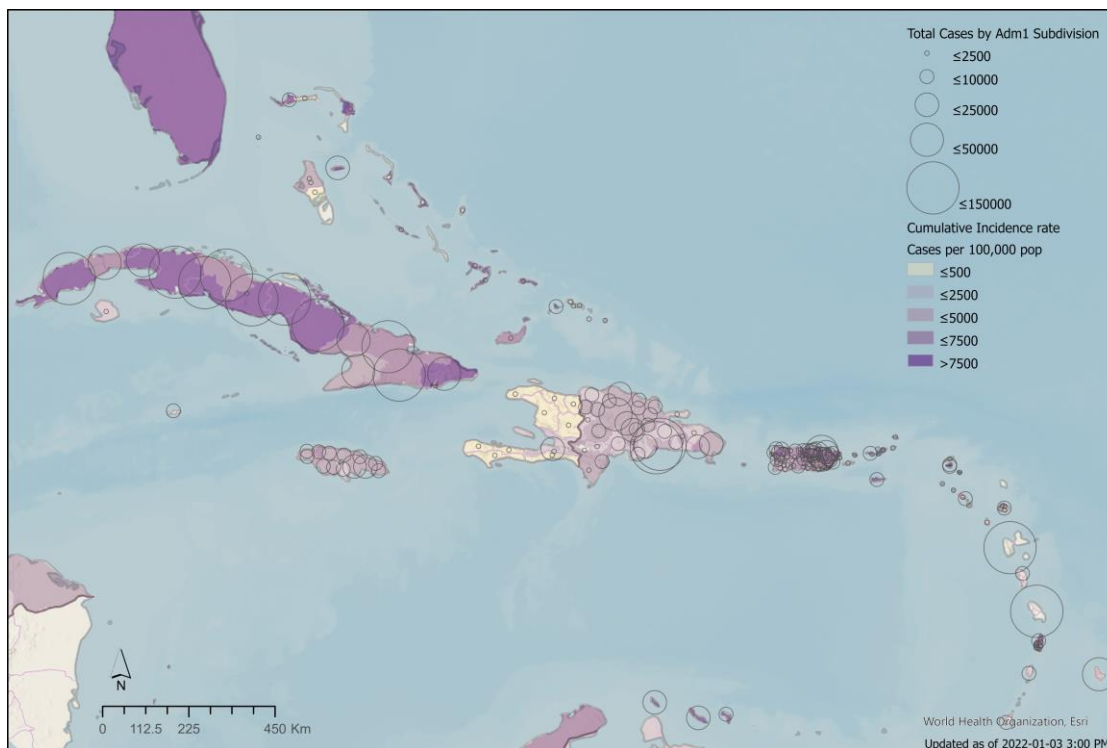 Total Cases by Adm1 Subdivision
≤2500
≤10000
≤25000
≤50000
≤150000
Cumulative Incidence rate
Cases per 100,000 pop
≤500
≤2500
≤5000
≤7500
>7500
N
0 112.5 225 450 Km
World Health Organization, Esri
Updated as of 2022-01-03 3:00 PM